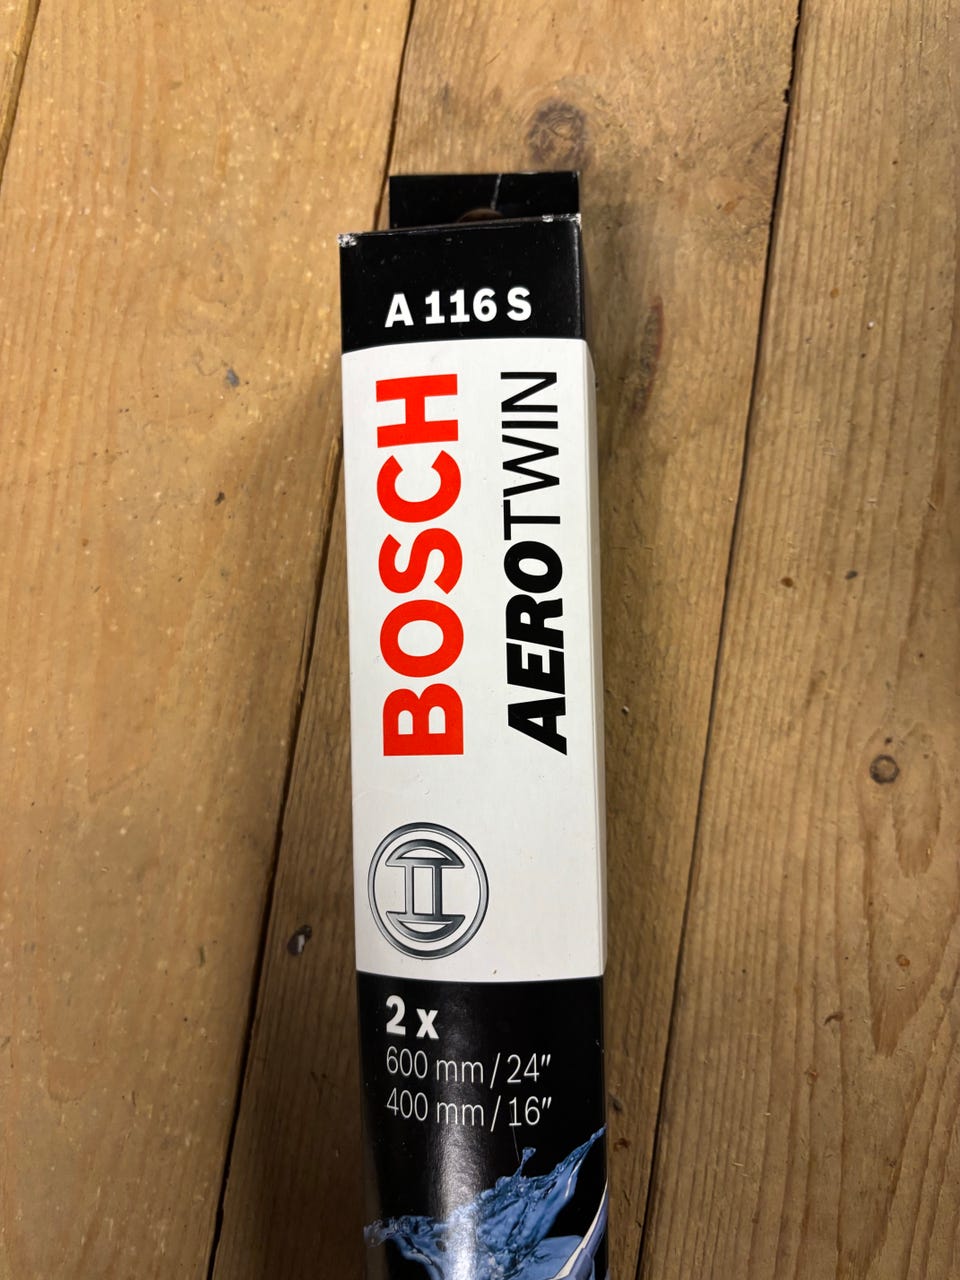 A 116 S
BOSCH
AEROTWIN
2 x
600 mm / 24"
400 mm / 16"